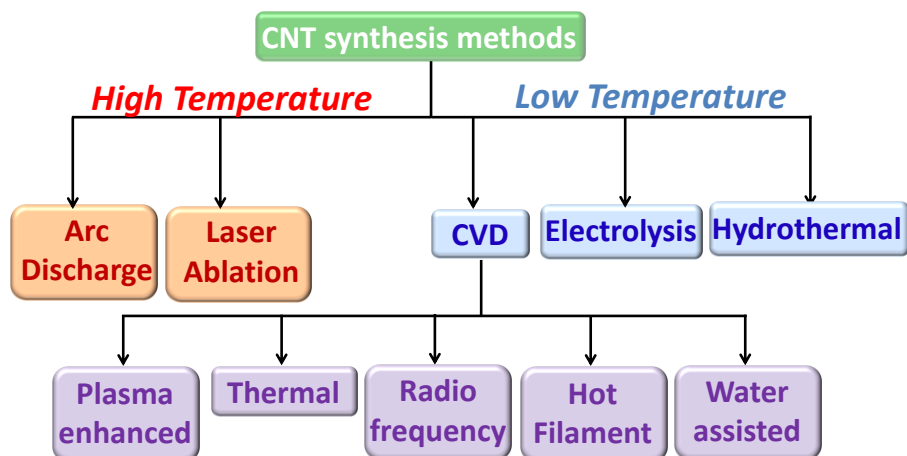 CNT synthesis methods
High Temperature
Low Temperature
Arc
Discharge
Laser
Ablation
CVD
Electrolysis
Hydrothermal
Plasma
enhanced
Thermal
Radio
frequency
Hot
Filament
Water
assisted